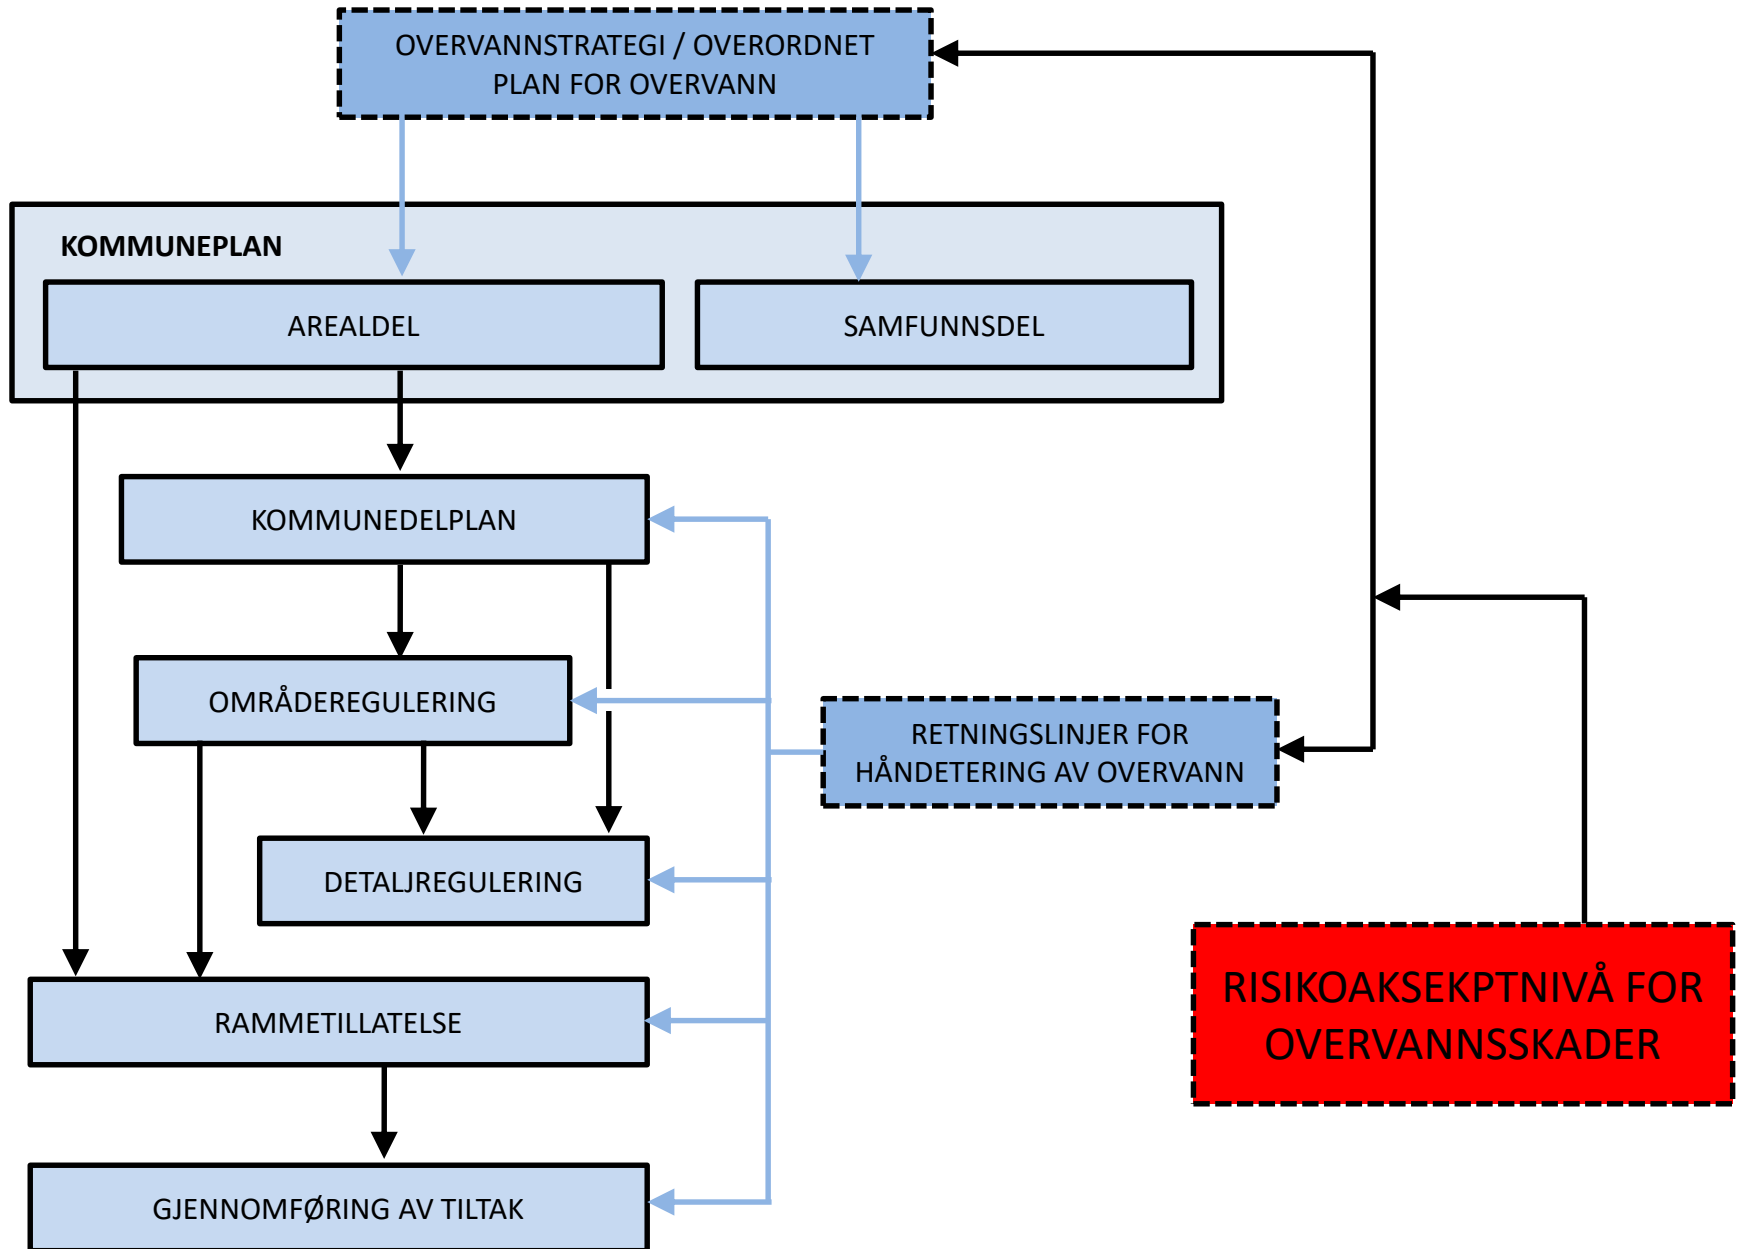 OVERVANNSTRATEGI / OVERORDNET
PLAN FOR OVERVANN
KOMMUNEPLAN
AREALDEL
SAMFUNNSDEL
KOMMUNEDELPLAN
OMRÅDEREGULERING
RETNINGSLINJER FOR
HÅNDETERING AV OVERVANN
DETALJREGULERING
RISIKOAKSEKPTNIVÅ FOR
OVERVANNSSKADER
RAMMETILLATELSE
GJENNOMFØRING AV TILTAK